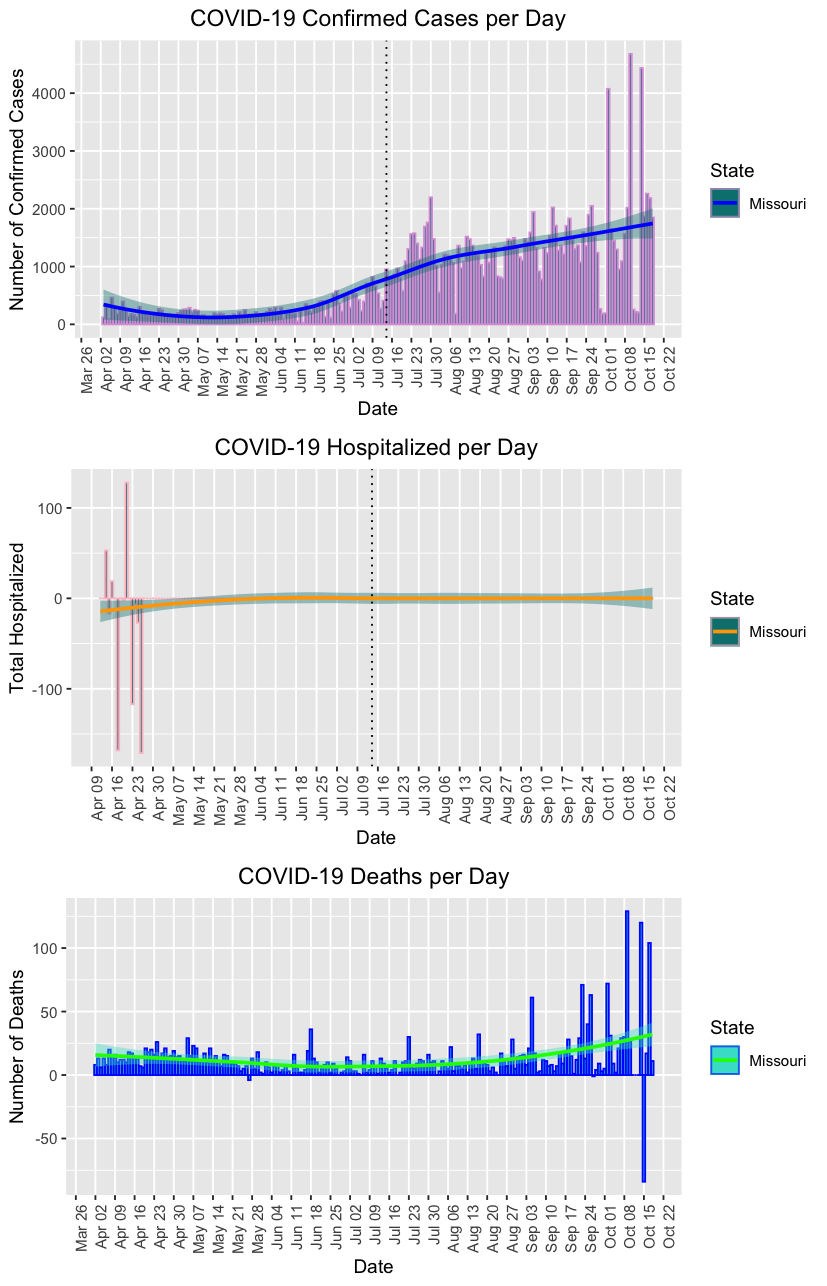 COVID-19 Confirmed Cases per Day
Number of Confirmed Cases
4000
3000
2000
1000
0
Mar 26
Apr 02
Apr 09
Apr 16
Apr 23
Apr 30
May 07
May 14
May 21
May 28
Jun 04
Jun 11
Jun 18
Jun 25
Jul 02
Jul 09
Jul 16
Jul 23
Jul 30
Aug 06
Aug 13
Aug 20
Aug 27
Sep 03
Sep 10
Sep 17
Sep 24
Oct 01
Oct 08
Oct 15
Oct 22
Date
State
Missouri
COVID-19 Hospitalized per Day
Total Hospitalized
100
0
-100
Apr 09
Apr 16
Apr 23
Apr 30
May 07
May 14
May 21
May 28
Jun 04
Jun 11
Jun 18
Jun 25
Jul 02
Jul 09
Jul 16
Jul 23
Jul 30
Aug 06
Aug 13
Aug 20
Aug 27
Sep 03
Sep 10
Sep 17
Sep 24
Oct 01
Oct 08
Oct 15
Oct 22
Date
State
Missouri
COVID-19 Deaths per Day
Number of Deaths
100
50
0
-50
Mar 26
Apr 02
Apr 09
Apr 16
Apr 23
Apr 30
May 07
May 14
May 21
May 28
Jun 04
Jun 11
Jun 18
Jun 25
Jul 02
Jul 09
Jul 16
Jul 23
Jul 30
Aug 06
Aug 13
Aug 20
Aug 27
Sep 03
Sep 10
Sep 17
Sep 24
Oct 01
Oct 08
Oct 15
Oct 22
Date
State
Missouri